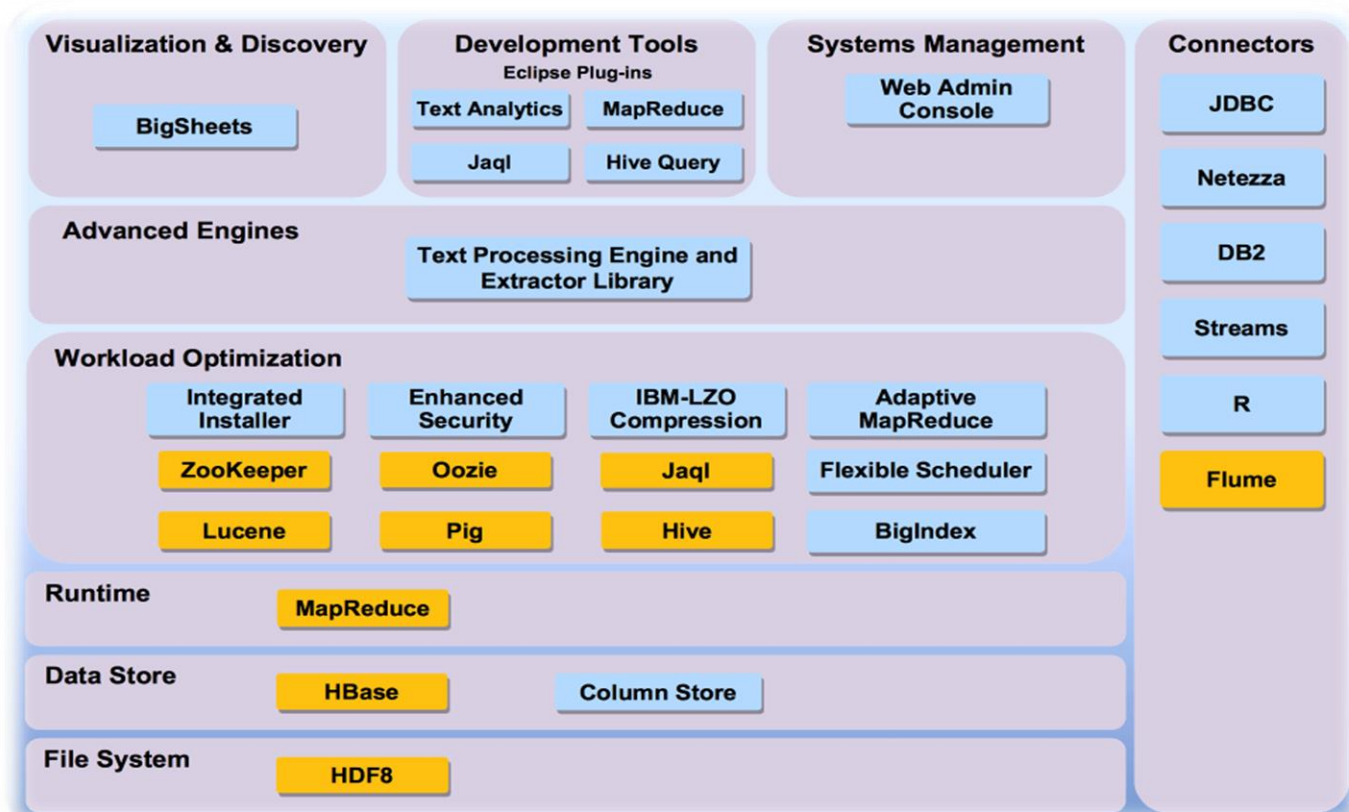 Visualization & Discovery
BigSheets
Development Tools
Eclipse Plug-ins
Text Analytics
MapReduce
Jaql
Hive Query
Systems Management
Web Admin
Console
Connectors
JDBC
Netezza
DB2
Streams
R
Flume
Advanced Engines
Text Processing Engine and
Extractor Library
Workload Optimization
Integrated
Installer
Enhanced
Security
IBM-LZO
Compression
Adaptive
MapReduce
ZooKeeper
Oozie
Jaql
Flexible Scheduler
Lucene
Pig
Hive
BigIndex
Runtime
MapReduce
Data Store
HBase
Column Store
File System
HDF8